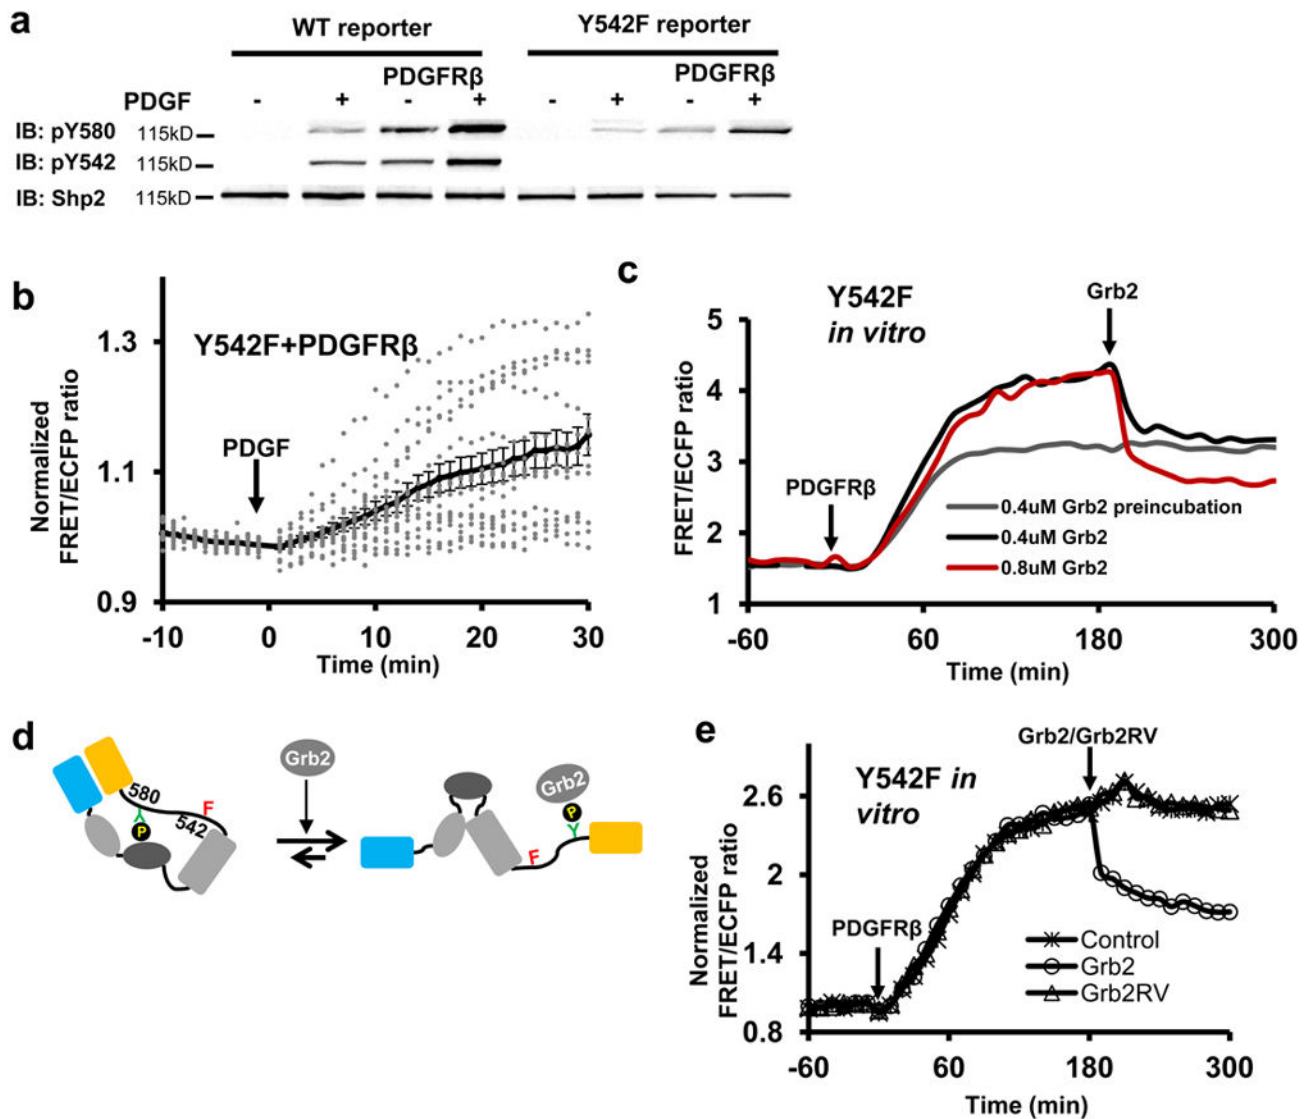 a
WT reporter
Y542F reporter
PDGFRβ
PDGFRβ
PDGF - + - + - + - +
IB: pY580 115kD
IB: pY542 115kD
IB: Shp2 115kD
b
Y542F+PDGFRβ
PDGF
Normalized
FRET/ECFP ratio
1.3
1.1
0.9
-10 0 10 20 30
Time (min)
c
Y542F
in vitro
Grb2
PDGFRβ
FRET/ECFP ratio
5
4
3
2
1
0.4uM Grb2 preincubation
0.4uM Grb2
0.8uM Grb2
-60 60 180 300
Time (min)
d
580
P
542
F
Grb2
Grb2
P
F
e
Y542F in
vitro
Grb2/Grb2RV
PDGFRβ
Normalized
FRET/ECFP ratio
2.6
2
1.4
0.8
Control
Grb2
Grb2RV
-60 60 180 300
Time (min)